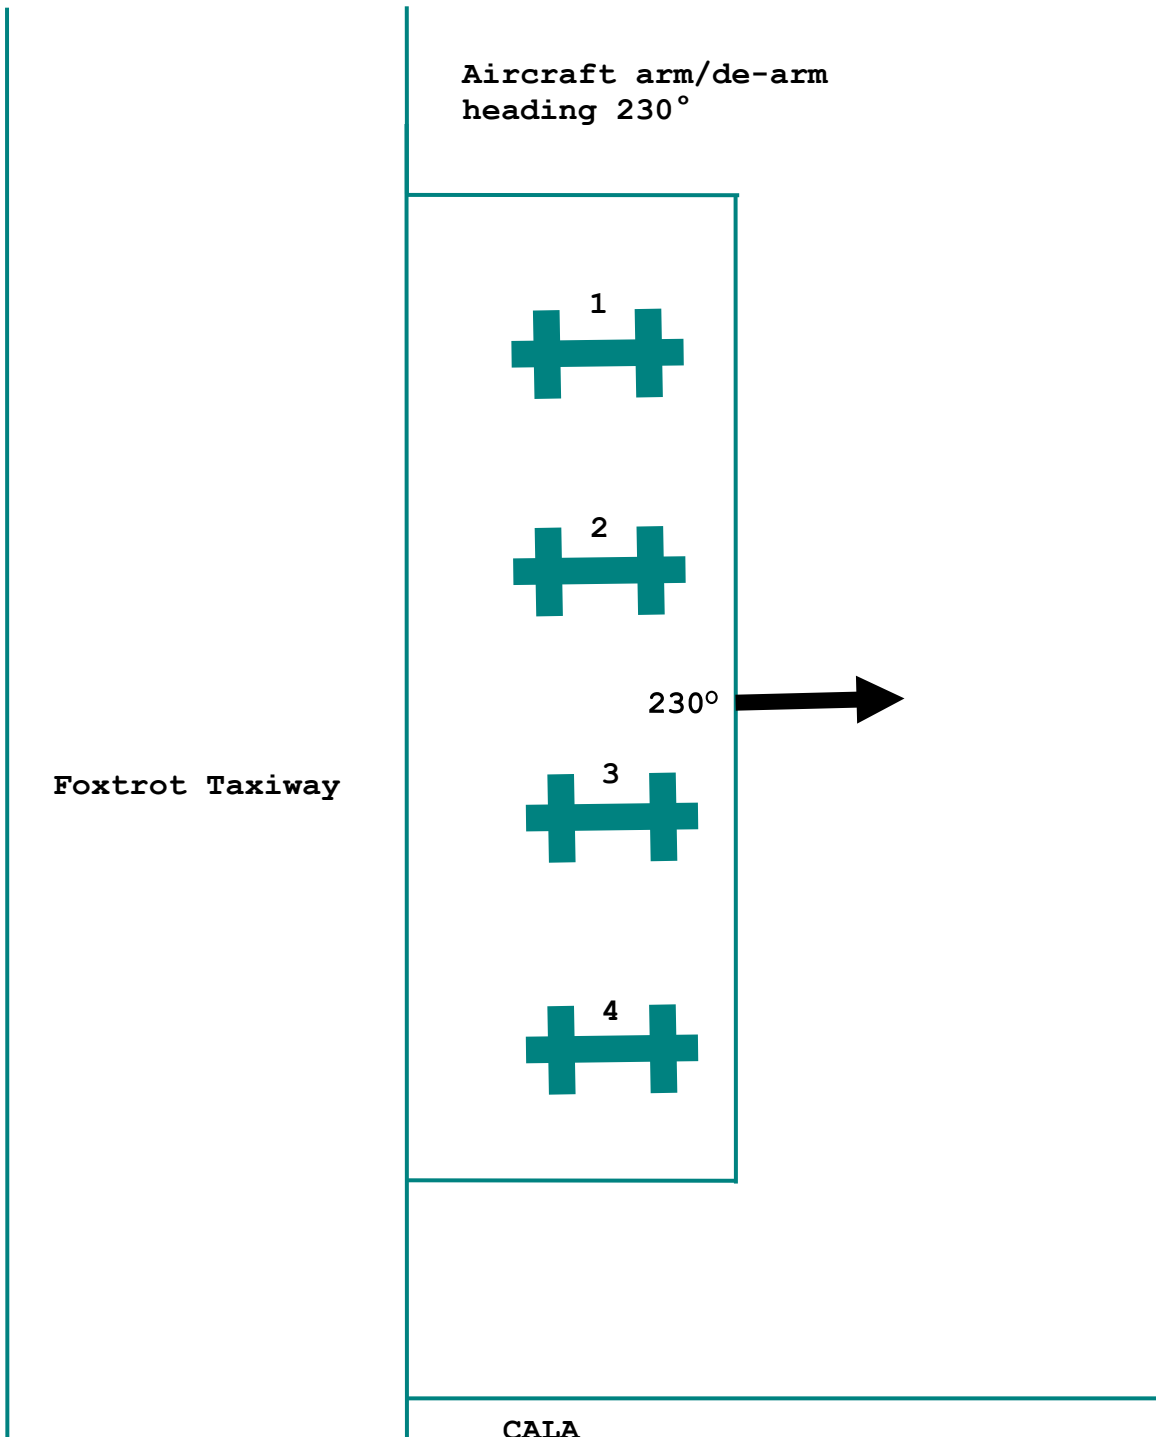 Aircraft arm/de-arm
heading 230°
1
2
230°
3
Foxtrot Taxiway
4
CALA